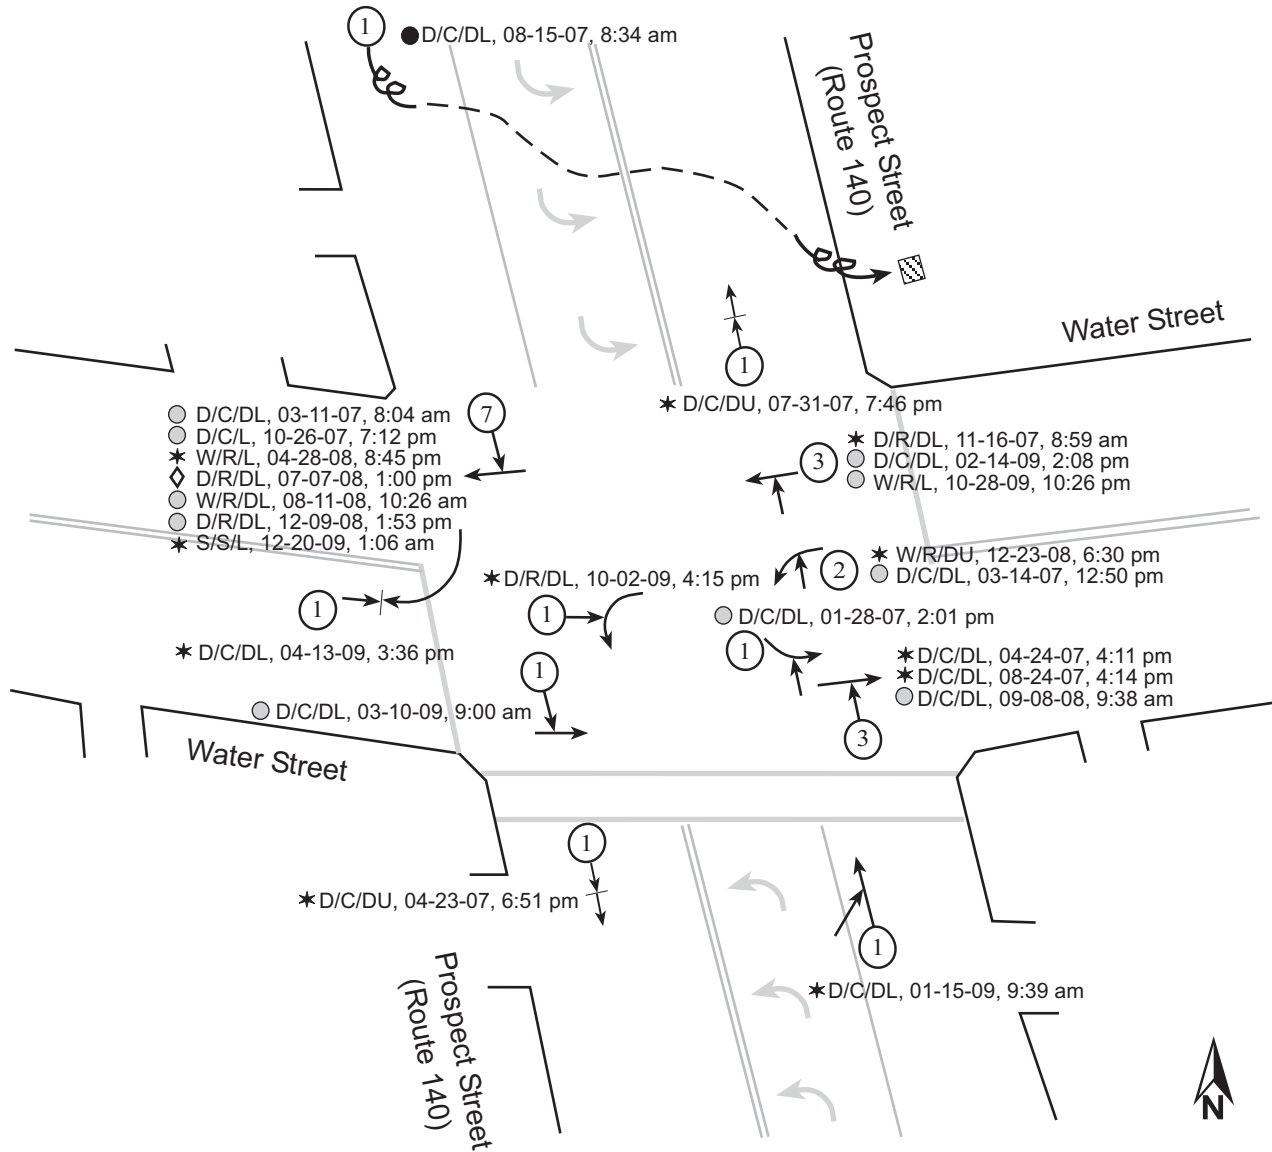 1
D/C/DL, 08-15-07, 8:34 am
Prospect Street
(Route 140)
Water Street
1
D/C/DU, 07-31-07, 7:46 pm
D/C/DL, 03-11-07, 8:04 am
D/C/L, 10-26-07, 7:12 pm
W/R/L, 04-28-08, 8:45 pm
D/R/DL, 07-07-08, 1:00 pm
W/R/DL, 08-11-08, 10:26 am
D/R/DL, 12-09-08, 1:53 pm
S/S/L, 12-20-09, 1:06 am
7
3
D/R/DL, 11-16-07, 8:59 am
D/C/DL, 02-14-09, 2:08 pm
W/R/L, 10-28-09, 10:26 pm
2
W/R/DU, 12-23-08, 6:30 pm
D/C/DL, 03-14-07, 12:50 pm
D/R/DL, 10-02-09, 4:15 pm
1
1
D/C/DL, 04-13-09, 3:36 pm
D/C/DL, 01-28-07, 2:01 pm
1
D/C/DL, 04-24-07, 4:11 pm
D/C/DL, 08-24-07, 4:14 pm
D/C/DL, 09-08-08, 9:38 am
3
1
D/C/DL, 03-10-09, 9:00 am
Water Street
1
D/C/DU, 04-23-07, 6:51 pm
1
D/C/DL, 01-15-09, 9:39 am
Prospect Street
(Route 140)
N